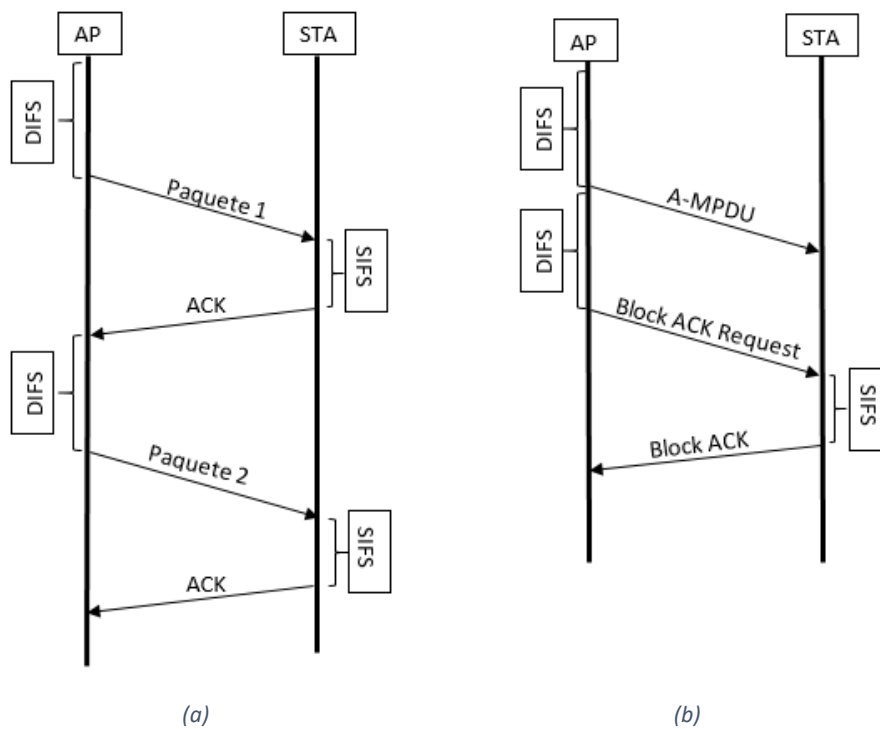 AP
STA
DIFS
Paquete 1
SIFS
ACK
DIFS
Paquete 2
SIFS
ACK
(a)
AP
STA
DIFS
A-MPDU
DIFS
Block ACK Request
SIFS
Block ACK
(b)